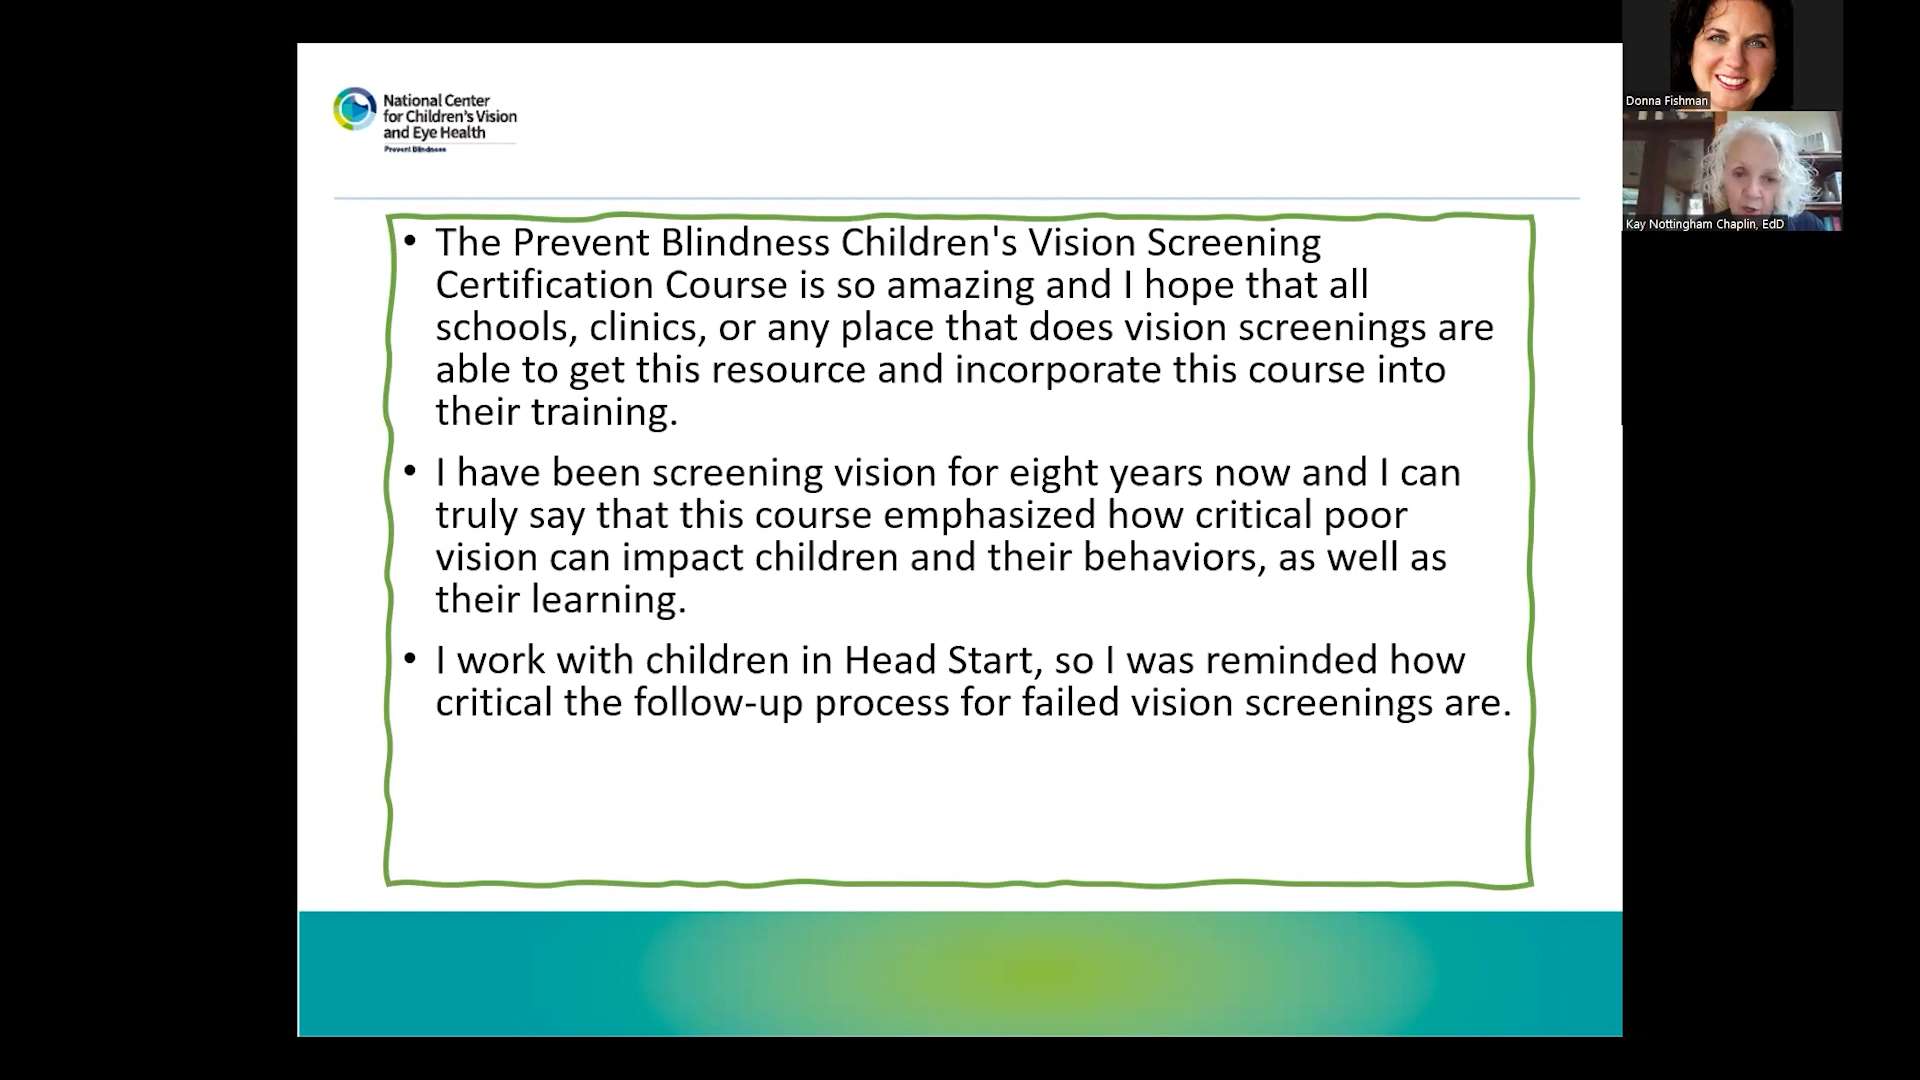 National Center
for Children's Vision
and Eye Health
Prevent Blindness
• The Prevent Blindness Children's Vision Screening
Certification Course is so amazing and I hope that all
schools, clinics, or any place that does vision screenings are
able to get this resource and incorporate this course into
their training.
• I have been screening vision for eight years now and I can
truly say that this course emphasized how critical poor
vision can impact children and their behaviors, as well as
their learning.
• I work with children in Head Start, so I was reminded how
critical the follow-up process for failed vision screenings are.
Donna Fishman
Kay Nottingham Chaplin, EdD